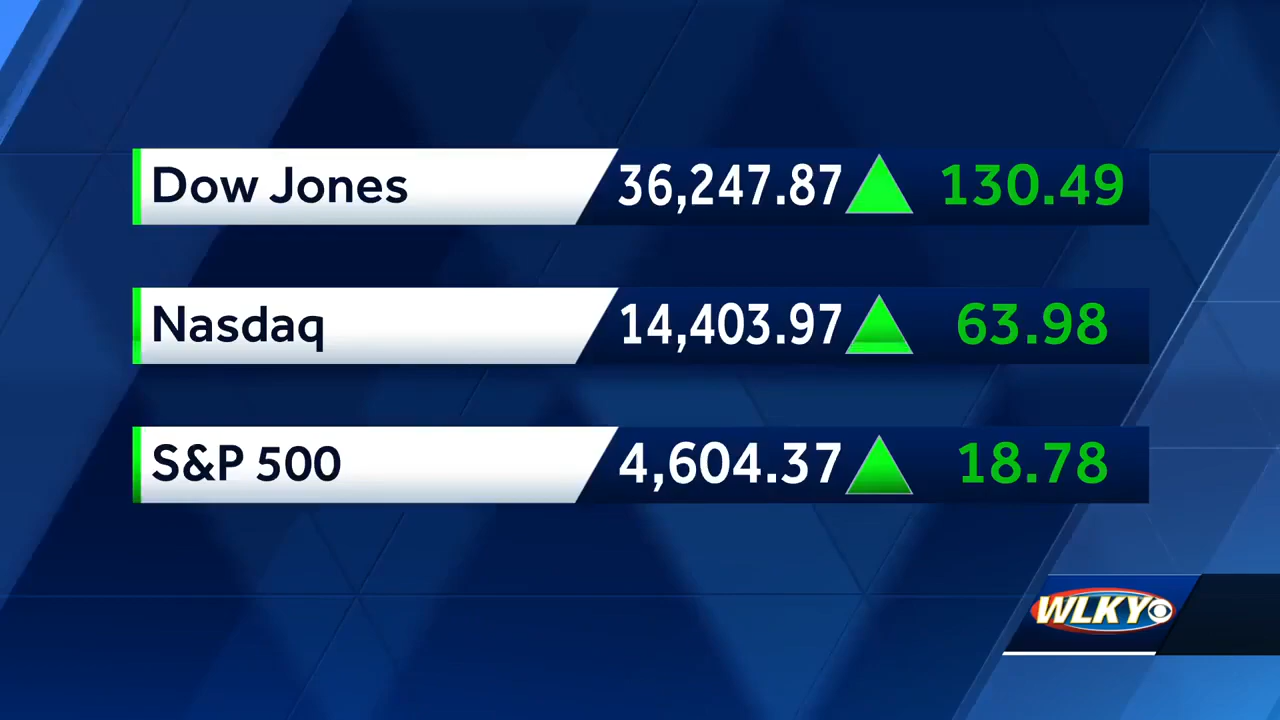 Dow Jones 36,247.87 130.49
Nasdaq 14,403.97 63.98
S&P 500 4,604.37 18.78
WLKY